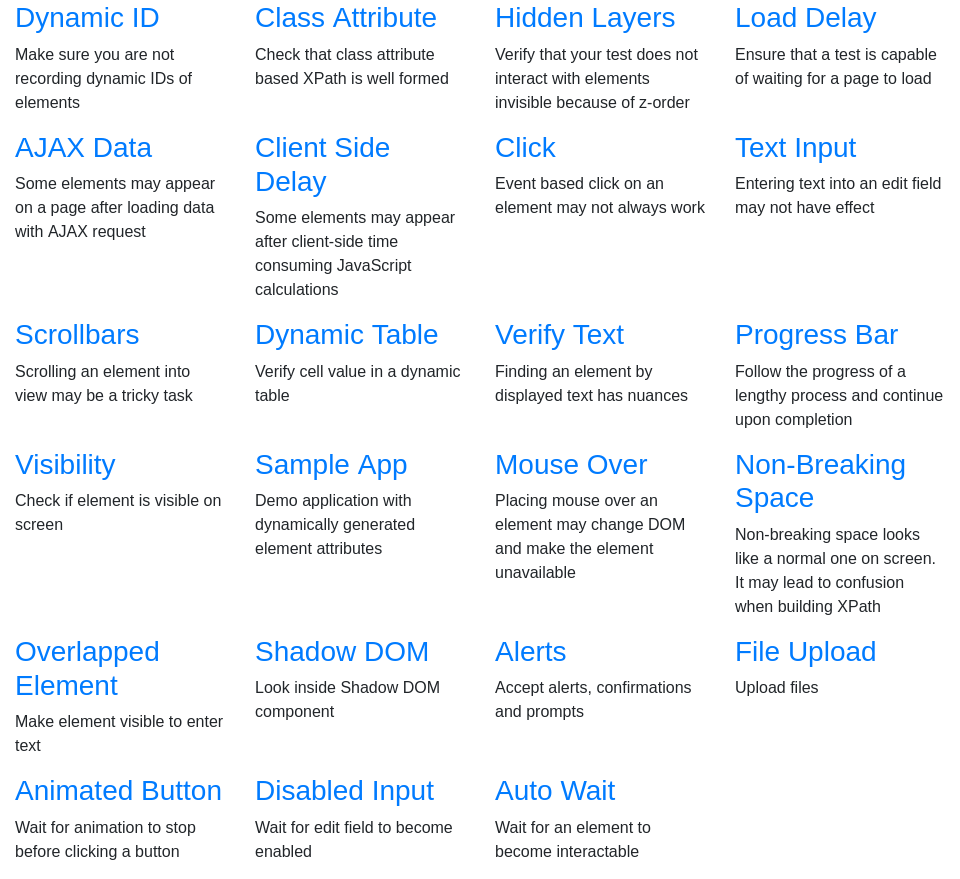 Dynamic ID
Make sure you are not
recording dynamic IDs of
elements
Class Attribute
Check that class attribute
based XPath is well formed
Hidden Layers
Verify that your test does not
interact with elements
invisible because of z-order
Load Delay
Ensure that a test is capable
of waiting for a page to load
AJAX Data
Some elements may appear
on a page after loading data
with AJAX request
Client Side
Delay
Some elements may appear
after client-side time
consuming JavaScript
calculations
Click
Event based click on an
element may not always work
Text Input
Entering text into an edit field
may not have effect
Scrollbars
Scrolling an element into
view may be a tricky task
Dynamic Table
Verify cell value in a dynamic
table
Verify Text
Finding an element by
displayed text has nuances
Progress Bar
Follow the progress of a
lengthy process and continue
upon completion
Visibility
Check if element is visible on
screen
Sample App
Demo application with
dynamically generated
element attributes
Mouse Over
Placing mouse over an
element may change DOM
and make the element
unavailable
Non-Breaking
Space
Non-breaking space looks
like a normal one on screen.
It may lead to confusion
when building XPath
Overlapped
Element
Make element visible to enter
text
Shadow DOM
Look inside Shadow DOM
component
Alerts
Accept alerts, confirmations
and prompts
File Upload
Upload files
Animated Button
Wait for animation to stop
before clicking a button
Disabled Input
Wait for edit field to become
enabled
Auto Wait
Wait for an element to
become interactable